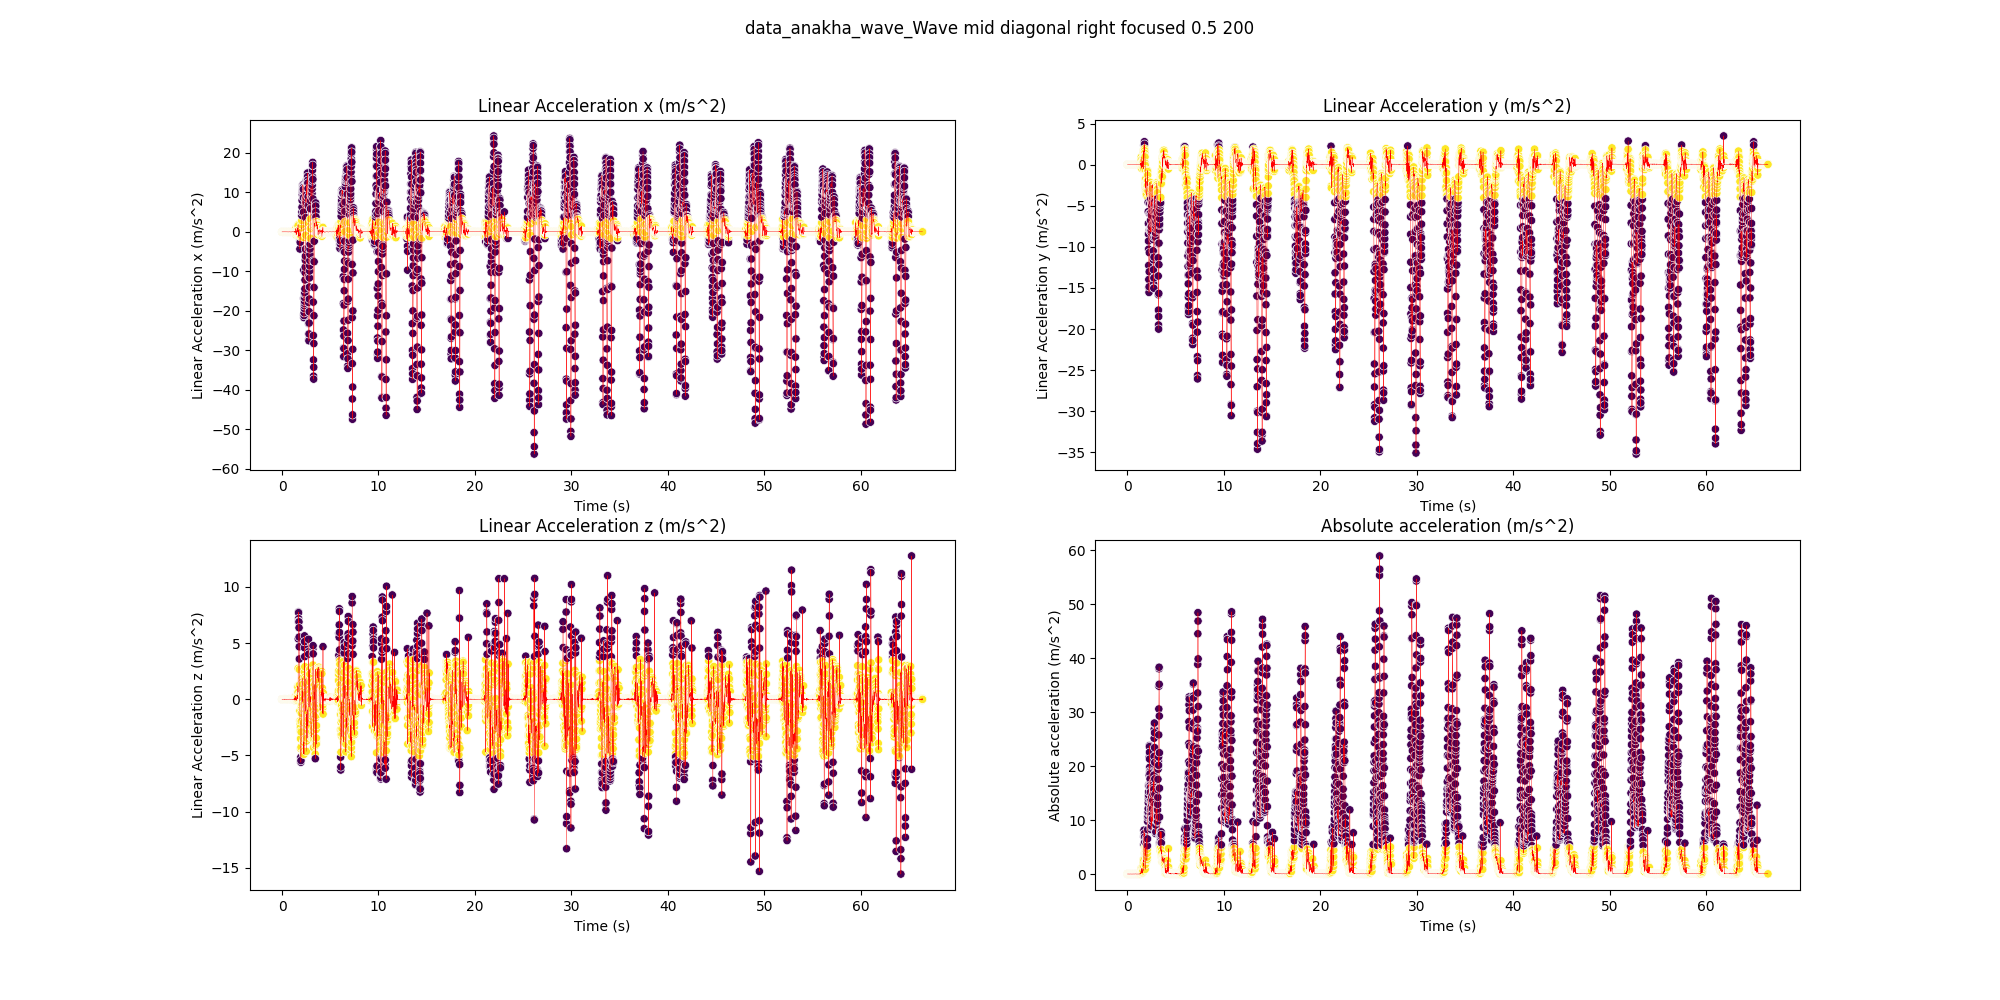 data_anakha_wave_Wave mid diagonal right focused 0.5 200
Linear Acceleration x (m/s^2)
Linear Acceleration x (m/s^2)
20
10
0
−10
−20
−30
−40
−50
−60
0 10 20 30 40 50 60
Time (s)
Linear Acceleration y (m/s^2)
Linear Acceleration y (m/s^2)
5
0
−5
−10
−15
−20
−25
−30
−35
0 10 20 30 40 50 60
Time (s)
Linear Acceleration z (m/s^2)
Linear Acceleration z (m/s^2)
10
5
0
−5
−10
−15
0 10 20 30 40 50 60
Time (s)
Absolute acceleration (m/s^2)
Absolute acceleration (m/s^2)
60
50
40
30
20
10
0
0 10 20 30 40 50 60
Time (s)